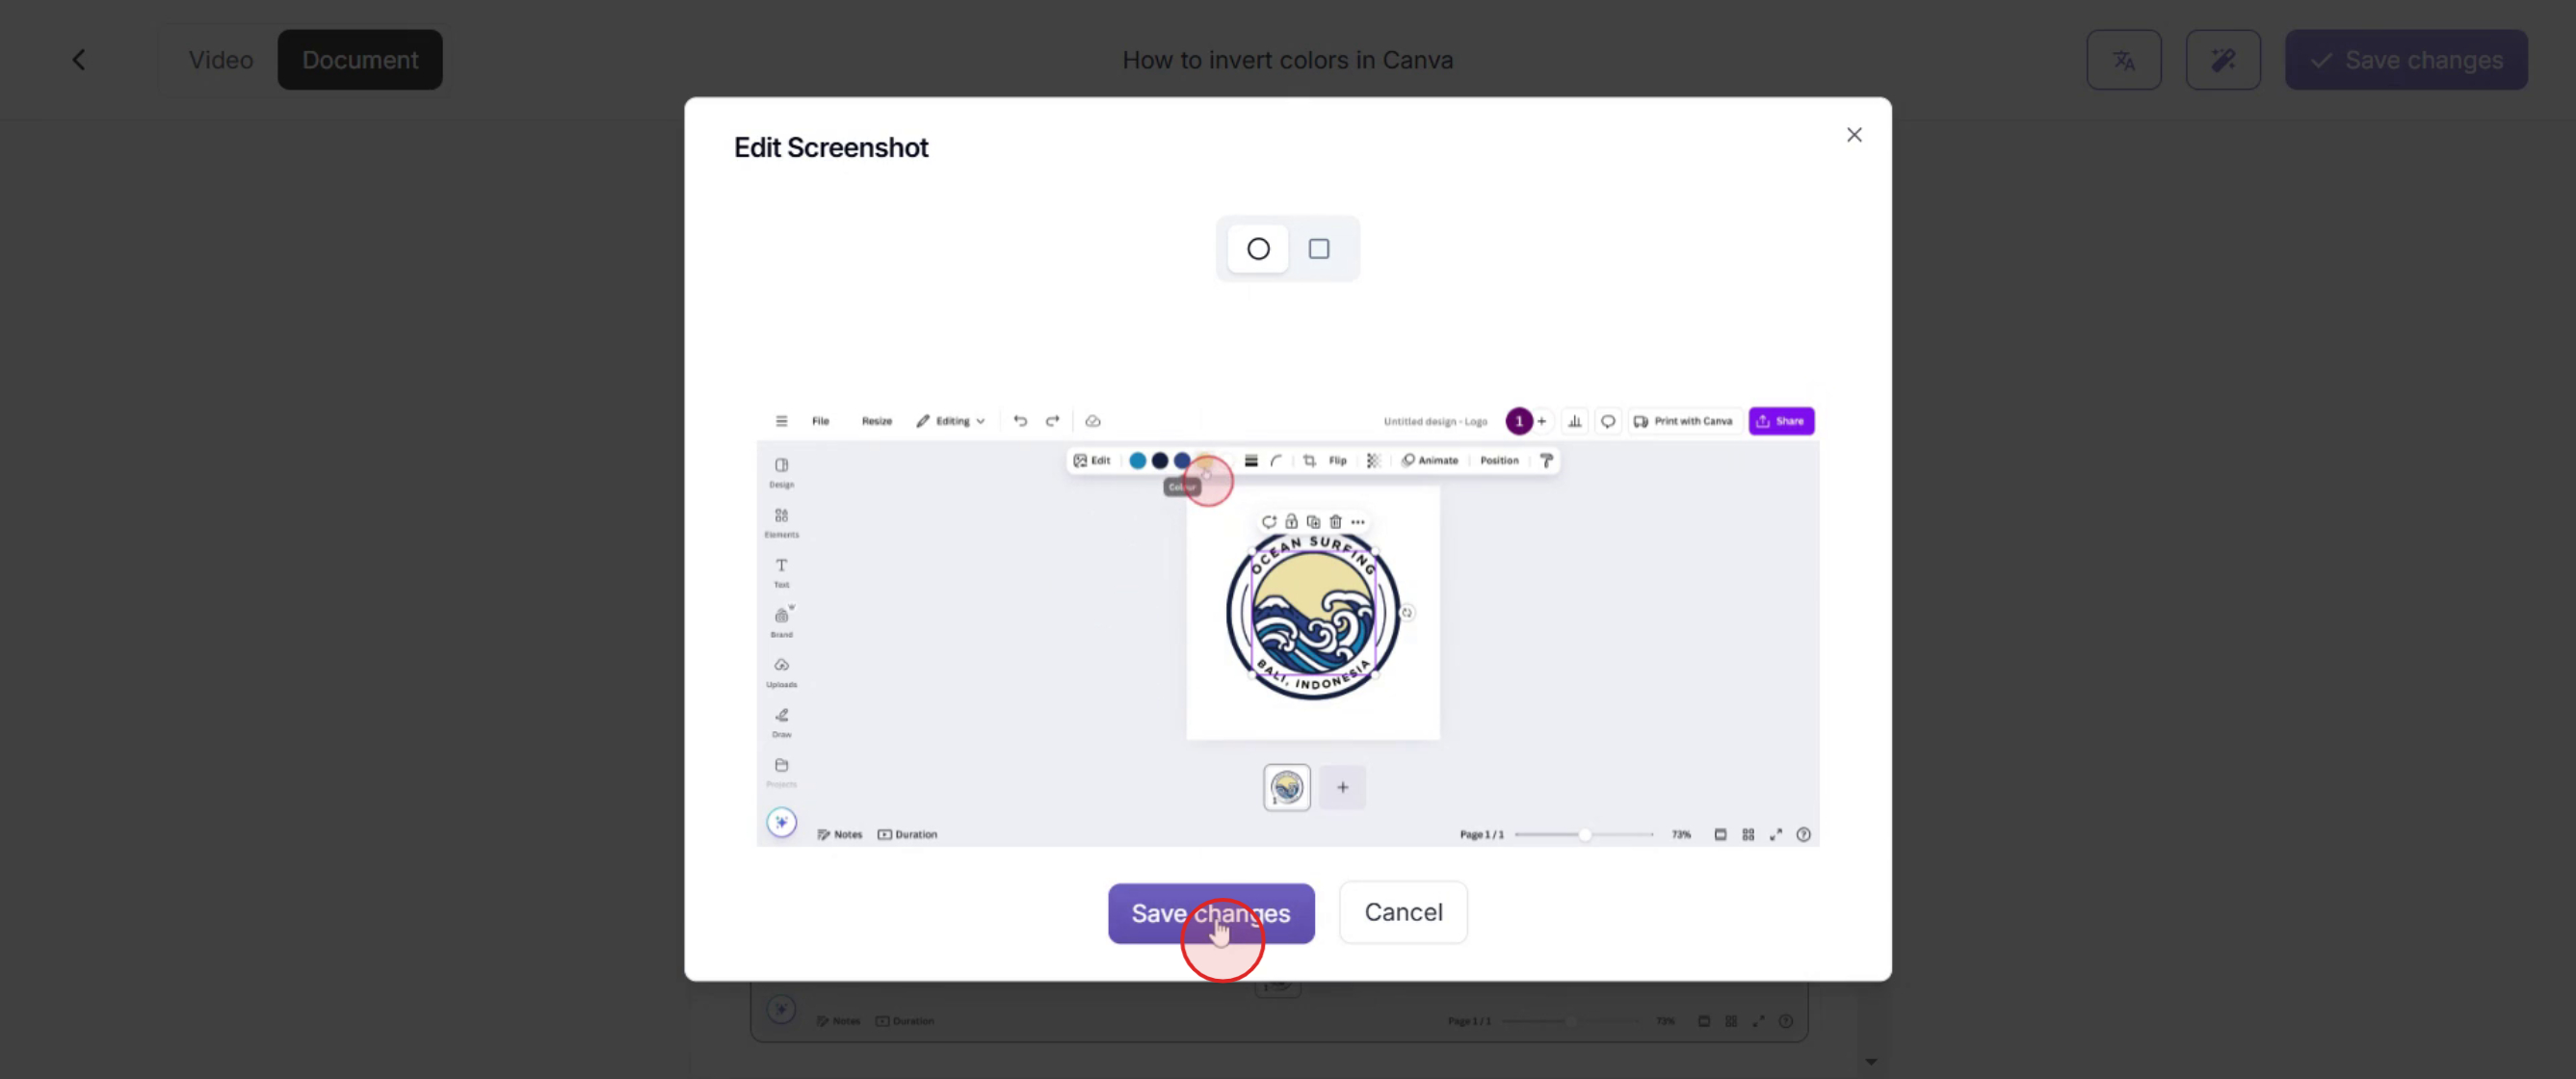 Video Document How to invert colors in Canva Save changes
Edit Screenshot
File Resize Editing Untitled design - Logo 1 + Print with Canva Share
Edit Flip Animate Position
Design
Colour
Elements
OCEAN SURFING
Text
Brand
BALI, INDONESIA
Uploads
Draw
Projects
1
+
Notes Duration Page 1 / 1 73%
Save changes Cancel
Notes Duration Page 1 / 1 73%